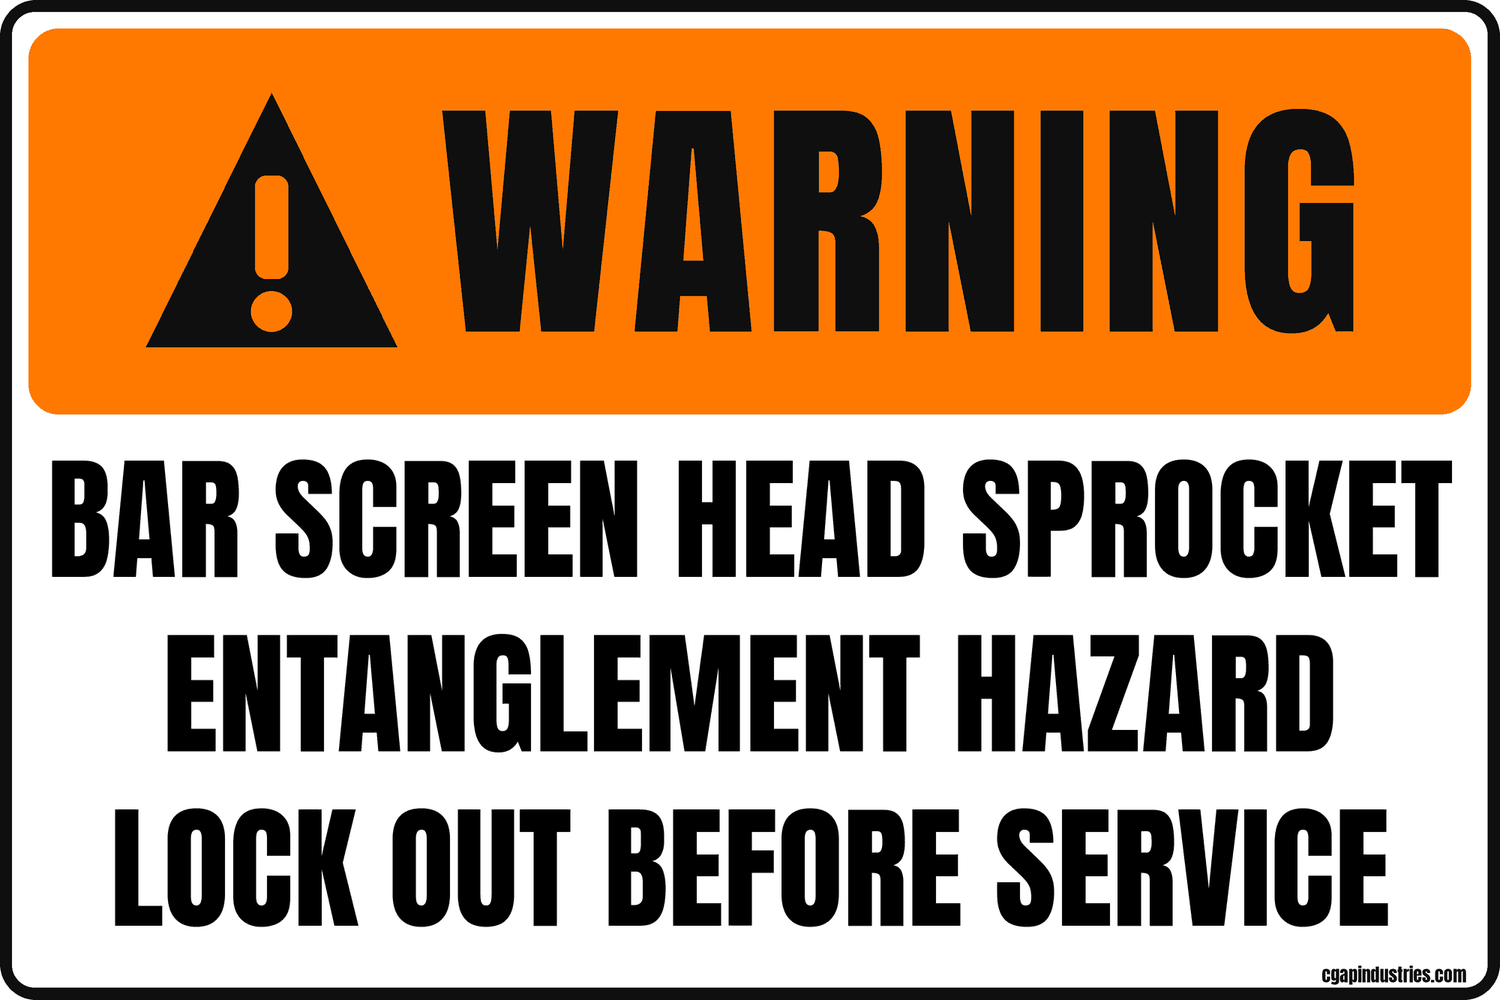 WARNING
BAR SCREEN HEAD SPROCKET
ENTANGLEMENT HAZARD
LOCK OUT BEFORE SERVICE
cgapindustries.com